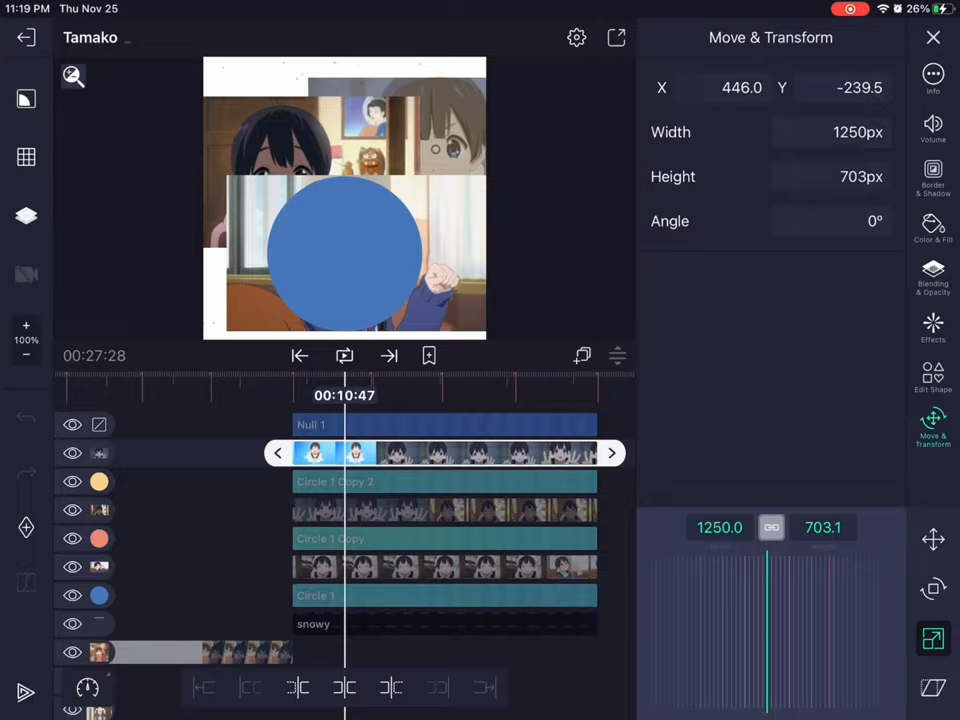 11:19 PM Thu Nov 25
26%
Tamako
Move & Transform
X 446.0 Y -239.5
Width 1250px
Height 703px
Angle 0º
Info
Volume
Border & Shadow
Color & Fill
Blending & Opacity
Effects
Edit Shape
Move & Transform
+
100%
−
00:27:28
00:10:47
Null 1
Circle 1 Copy 2
Circle 1 Copy
Circle 1
snowy
1250.0 703.1